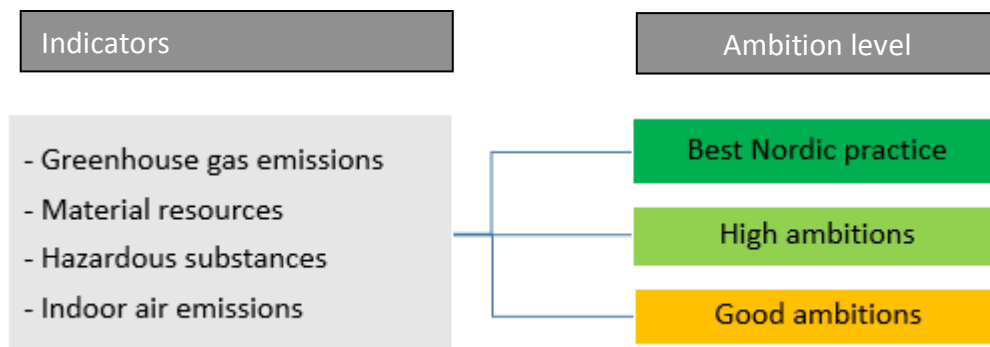 Indicators
Ambition level
- Greenhouse gas emissions
- Material resources
- Hazardous substances
- Indoor air emissions
Best Nordic practice
High ambitions
Good ambitions